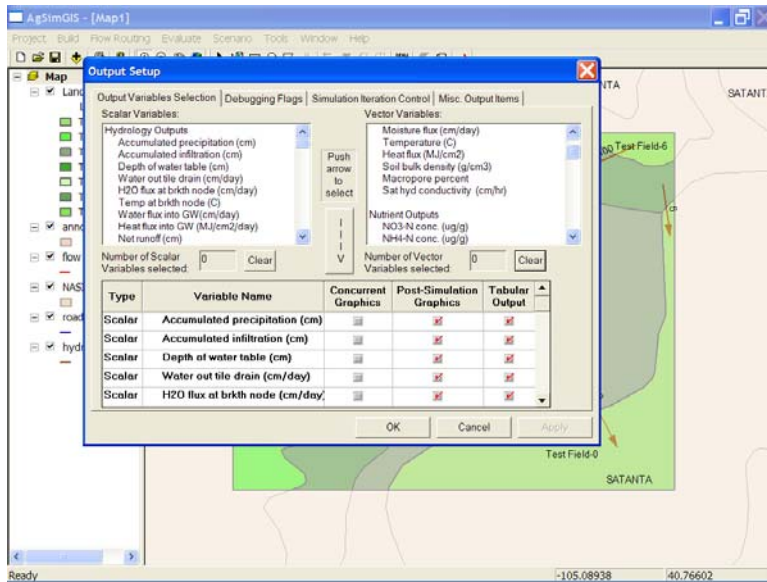 AgSimGIS - [Map1]
Project Build Flow Routing Evaluate Scenario Tools Window Help
Map
Output Setup
Output Variables Selection Debugging Flags Simulation Iteration Control Misc. Output Items
Scalar Variables:
Hydrology Outputs
Accumulated precipitation (cm)
Accumulated infiltration (cm)
Depth of water table (cm)
Water out tile drain (cm/day)
H2O flux at brkth node (cm/day)
Temp at brkth node (C)
Water flux into GW(cm/day)
Heat flux into GW (MJ/cm2/day)
Net runoff (cm)
Push
arrow
to
select
|
|
|
V
Vector Variables:
Moisture flux (cm/day)
Temperature (C)
Heat flux (MJ/cm2)
Soil bulk density (g/cm3)
Macropore percent
Sat hyd conductivity (cm/hr)
Nutrient Outputs
NO3-N conc. (ug/g)
NH4-N conc. (ug/g)
Number of Scalar
Variables selected: 0 Clear
Number of Vector
Variables selected: 0 Clear
Type Variable Name Concurrent Graphics Post-Simulation Graphics Tabular Output
Scalar Accumulated precipitation (cm)
Scalar Accumulated infiltration (cm)
Scalar Depth of water table (cm)
Scalar Water out tile drain (cm/day)
Scalar H2O flux at brkth node (cm/day)
OK Cancel Apply
Lan
anno
flow
NAS
road
hydr
NTA
SATANT
Test Field-6
Test Field-0
SATANTA
Ready
-105.08938
40.76602